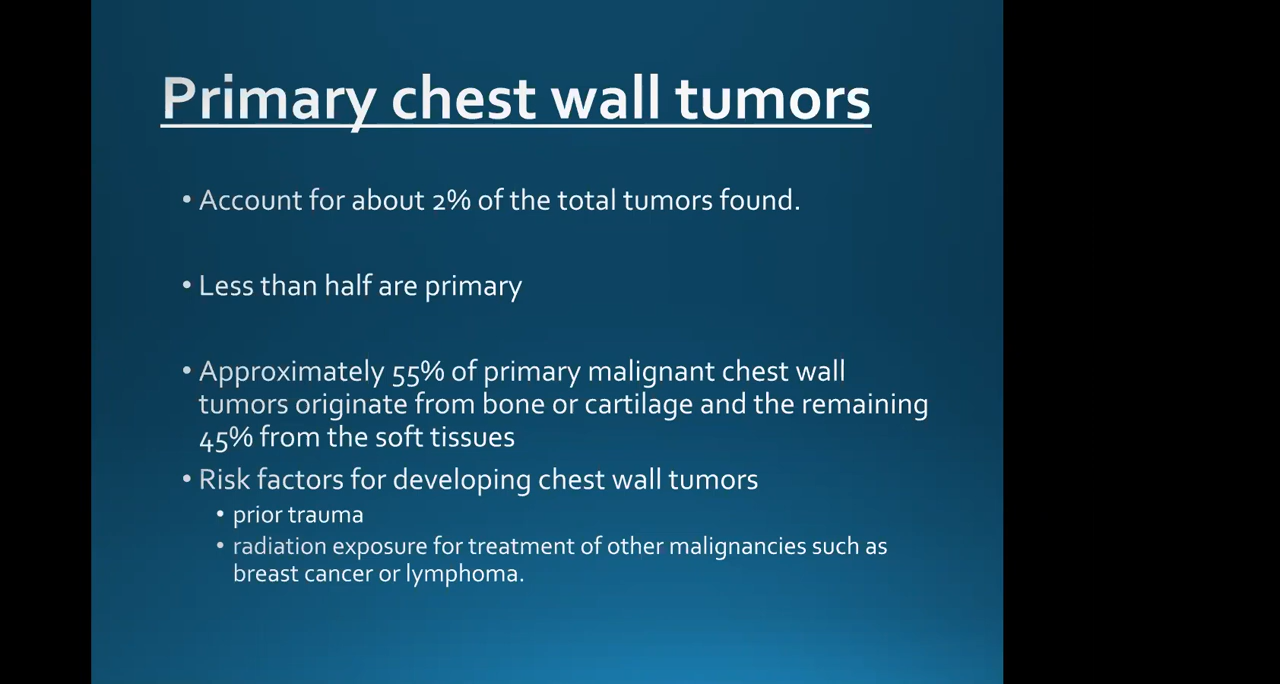 Primary chest wall tumors
• Account for about 2% of the total tumors found.
• Less than half are primary
• Approximately 55% of primary malignant chest wall
tumors originate from bone or cartilage and the remaining
45% from the soft tissues
• Risk factors for developing chest wall tumors
• prior trauma
• radiation exposure for treatment of other malignancies such as
breast cancer or lymphoma.